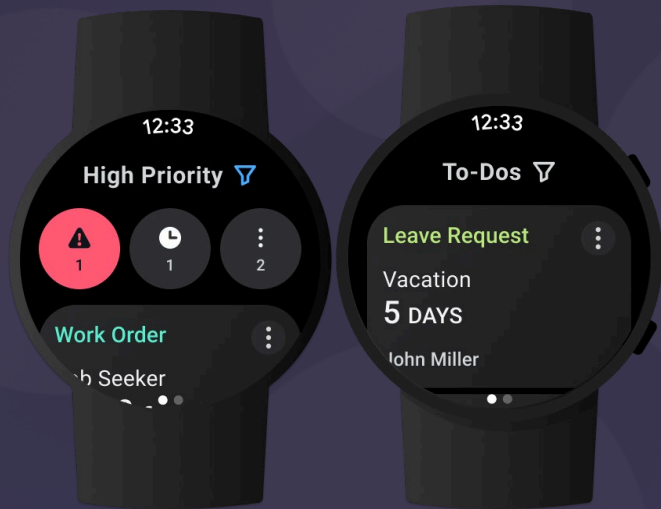 12:33
High Priority
1
1
2
Work Order
b Seeker
12:33
To-Dos
Leave Request
Vacation
5 DAYS
John Miller